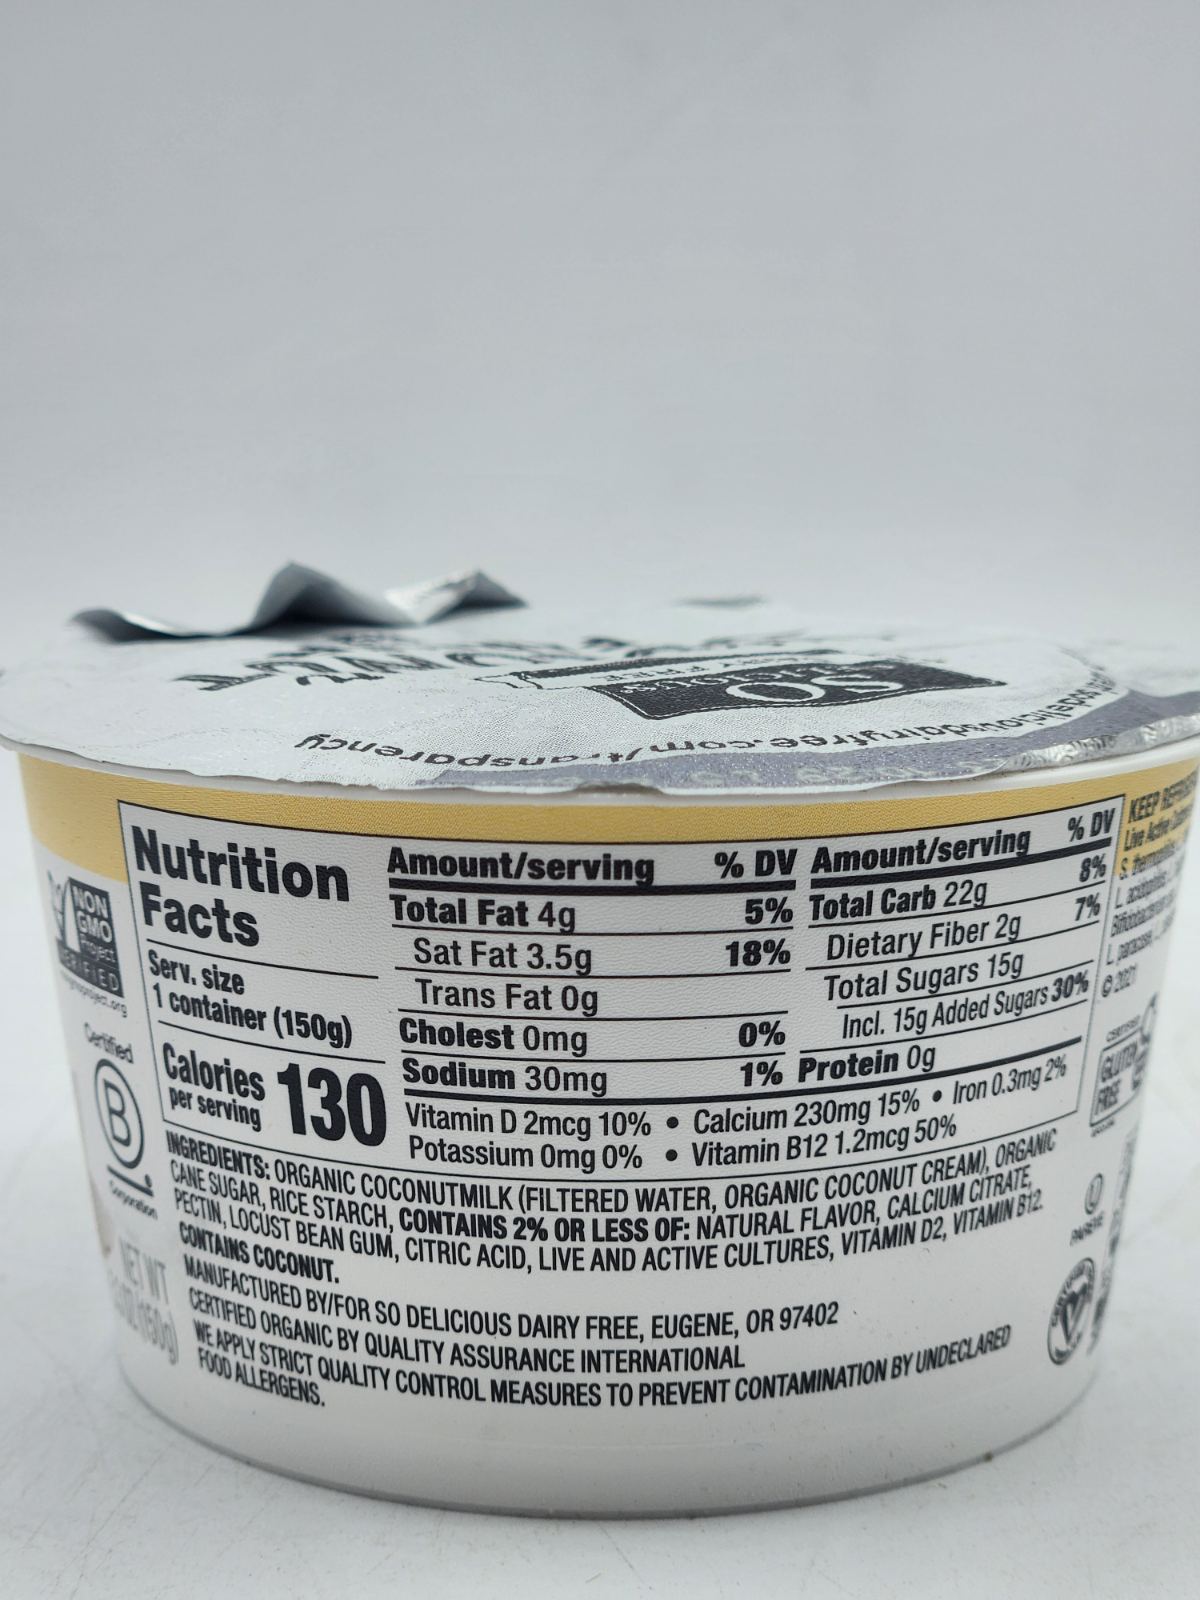 SO
sodeliciousdairyfree.com/transparency
Nutrition
Facts
Serv. size
1 container (150g)
Calories
per serving
130
Amount/serving % DV
Total Fat 4g 5%
Sat Fat 3.5g 18%
Trans Fat 0g
Cholest 0mg 0%
Sodium 30mg 1%
Amount/serving % DV
Total Carb 22g 8%
Dietary Fiber 2g 7%
Total Sugars 15g
Incl. 15g Added Sugars 30%
Protein 0g
Vitamin D 2mcg 10% • Calcium 230mg 15% • Iron 0.3mg 2%
Potassium 0mg 0% • Vitamin B12 1.2mcg 50%
INGREDIENTS: ORGANIC COCONUTMILK (FILTERED WATER, ORGANIC COCONUT CREAM), ORGANIC
CANE SUGAR, RICE STARCH, CONTAINS 2% OR LESS OF: NATURAL FLAVOR, CALCIUM CITRATE,
PECTIN, LOCUST BEAN GUM, CITRIC ACID, LIVE AND ACTIVE CULTURES, VITAMIN D2, VITAMIN B12.
CONTAINS COCONUT.
MANUFACTURED BY/FOR SO DELICIOUS DAIRY FREE, EUGENE, OR 97402
CERTIFIED ORGANIC BY QUALITY ASSURANCE INTERNATIONAL
WE APPLY STRICT QUALITY CONTROL MEASURES TO PREVENT CONTAMINATION BY UNDECLARED
FOOD ALLERGENS.
NON
GMO
Project
VERIFIED
Certified
B
Corporation
NET WT
(150g)
KEEP
Live Active
S.
L.
L.
© 2021
GLUTEN
FREE
U
PAREVE
V